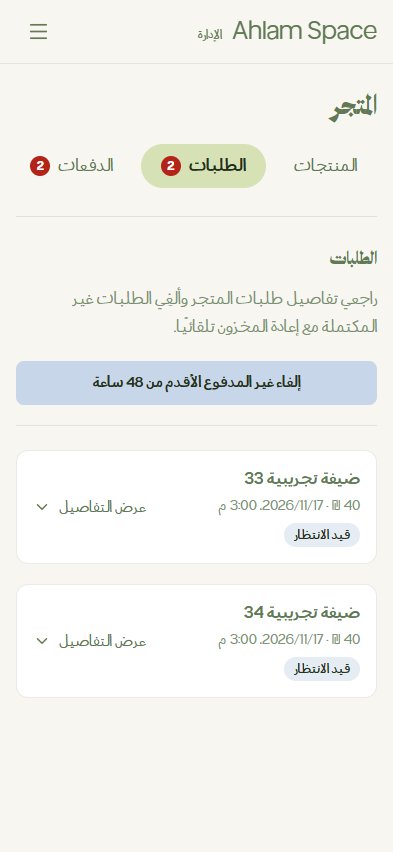 Ahlam Space الإدارة
المتجر
المنتجات
الطلبات 2
الدفعات 2
الطلبات
راجعي تفاصيل طلبات المتجر وألغي الطلبات غير
المكتملة مع إعادة المخزون تلقائيًا.
إلغاء غير المدفوع الأقدم من 48 ساعة
ضيفة تجريبية 33
40 ₪ · 2026/11/17، 3:00 م
قيد الانتظار
عرض التفاصيل
ضيفة تجريبية 34
40 ₪ · 2026/11/17، 3:00 م
قيد الانتظار
عرض التفاصيل